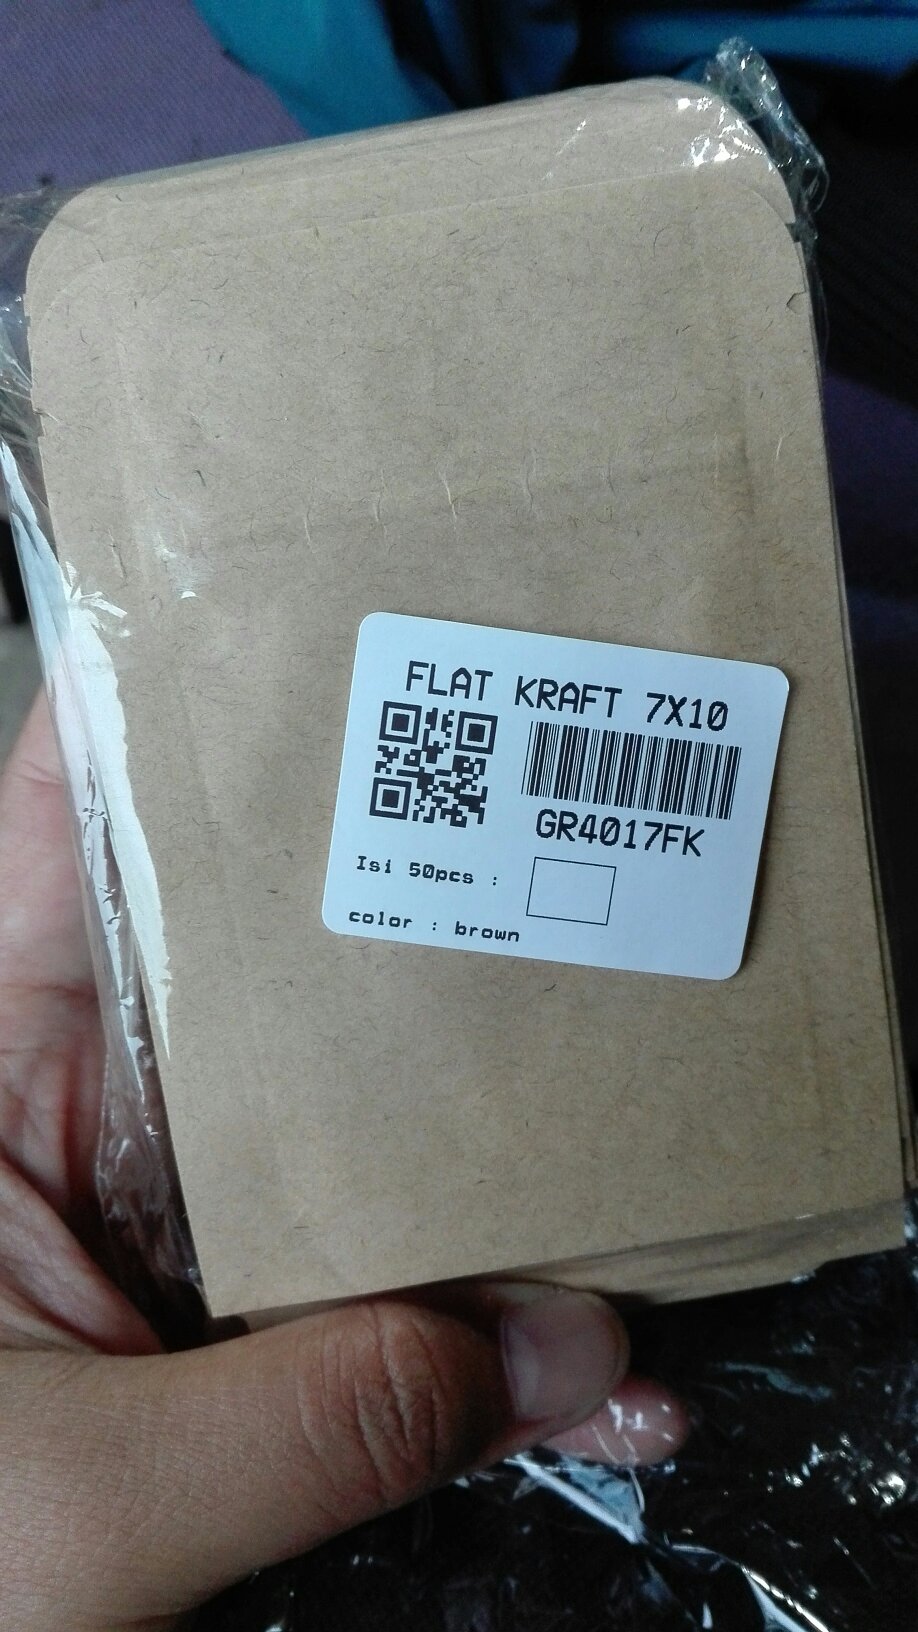 FLAT KRAFT 7X10
GR4017FK
Isi 50pcs :
color : brown